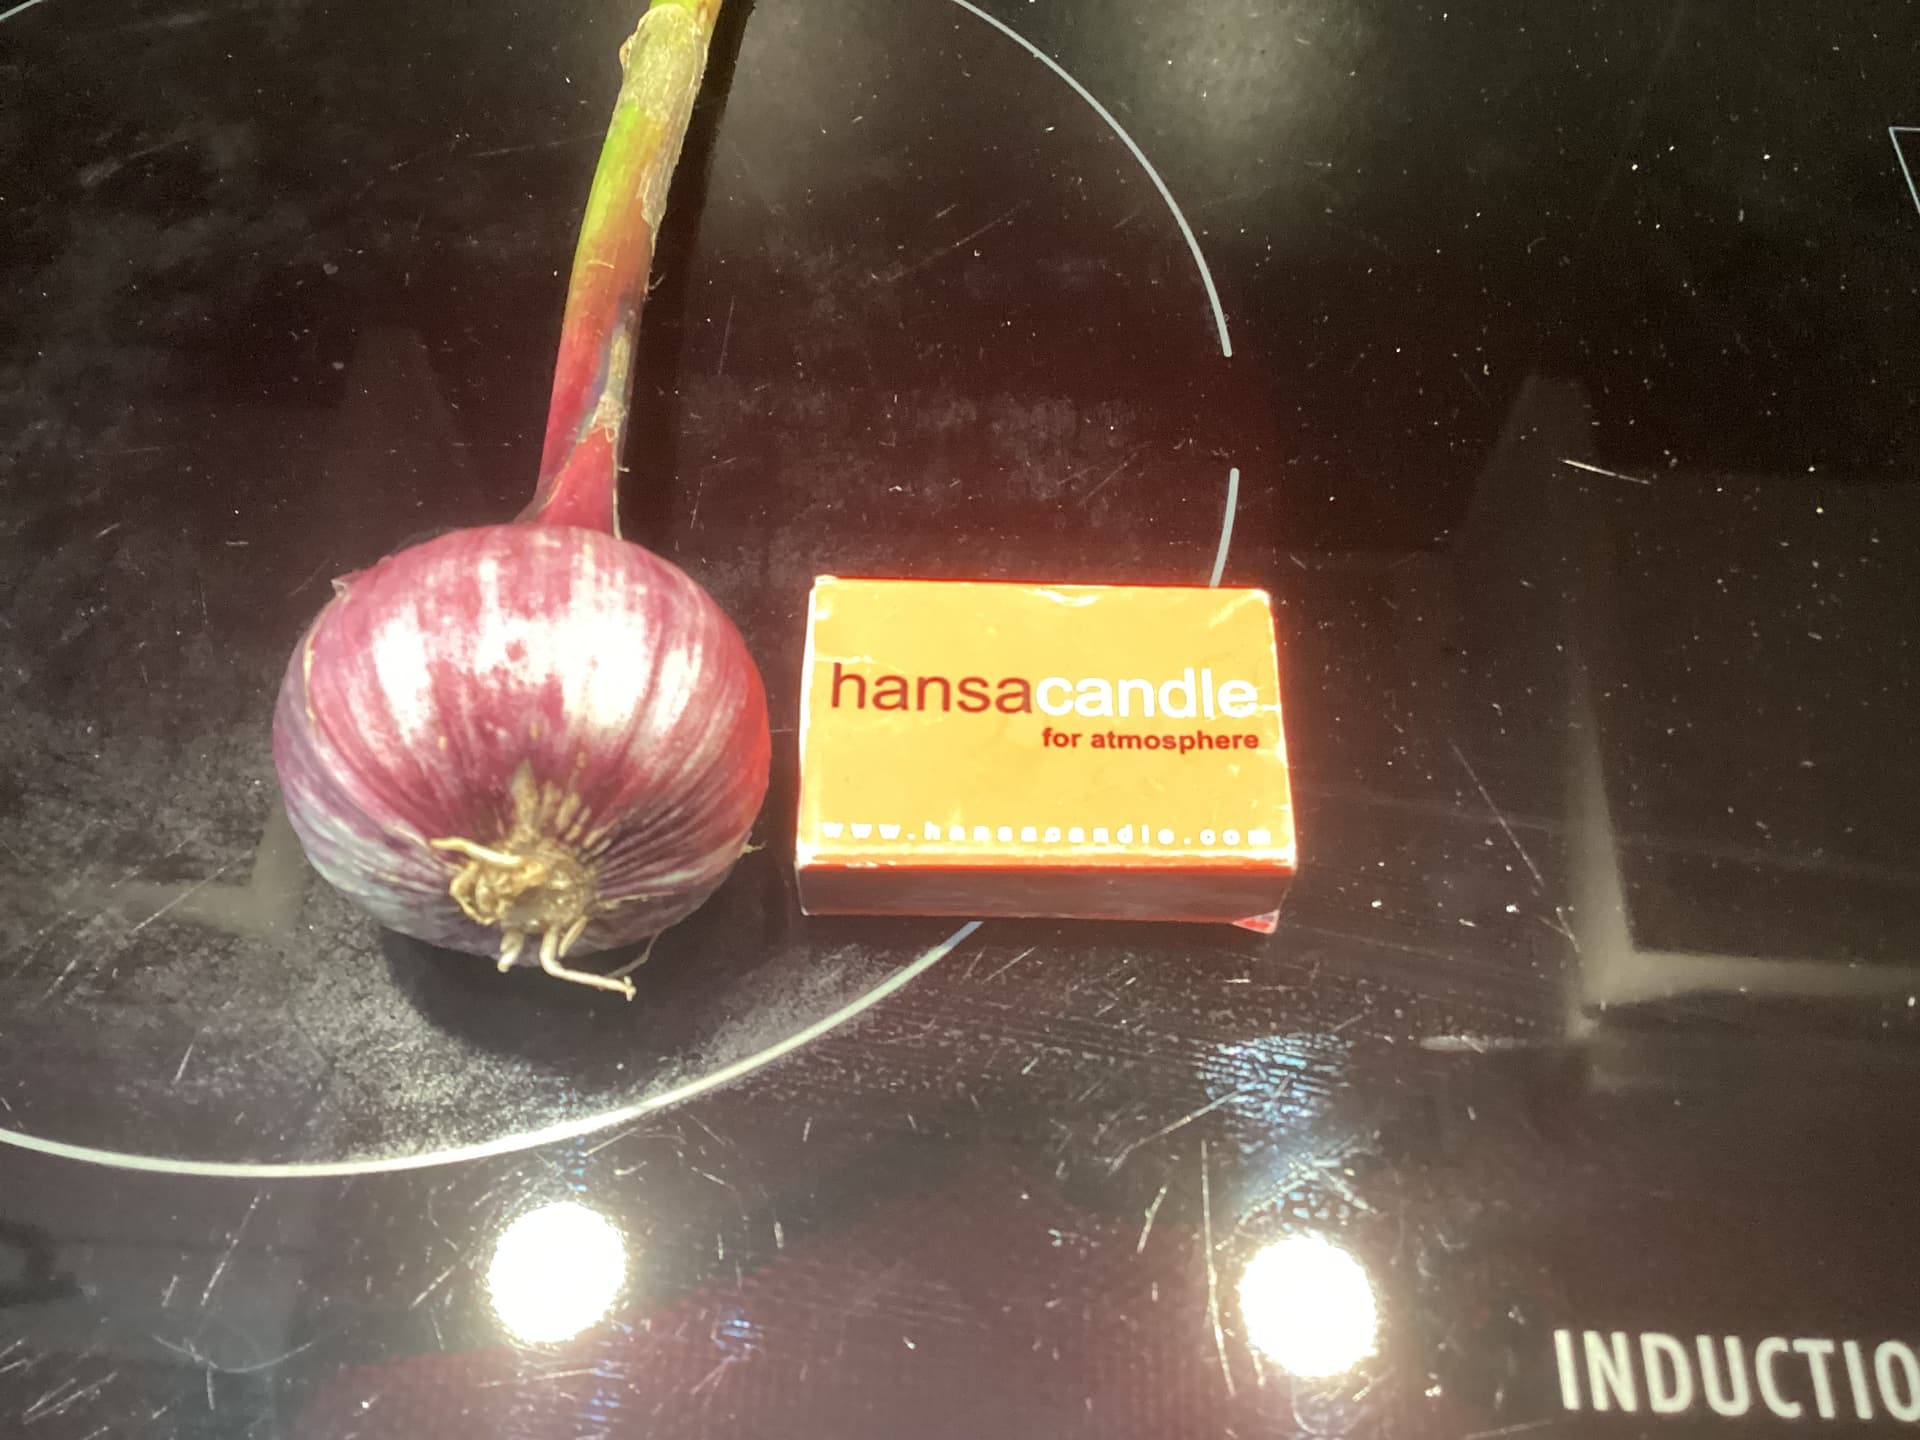 hansacandle
for atmosphere
www.hansacandle.com
INDUCTIO